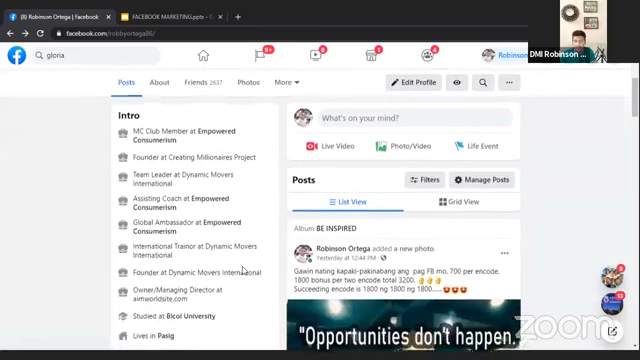 (8) Robinson Ortega | Facebook
FACEBOOK MARKETING.pptx - Go
facebook.com/robbyortega86/
gloria
9+
8
1
4
Robinson
DMI Robinson
Posts
About
Friends 2637
Photos
More
Edit Profile
Intro
MC Club Member at Empowered
Consumerism
Founder at Creating Millionaires Project
Team Leader at Dynamic Movers
International
Assisting Coach at Empowered
Consumerism
Global Ambassador at Empowered
Consumerism
International Trainor at Dynamic Movers
International
Founder at Dynamic Movers International
Owner/Managing Director at
aimworldsite.com
Studied at Bicol University
Lives in Pasig
What's on your mind?
Live Video
Photo/Video
Life Event
Posts
Filters
Manage Posts
List View
Grid View
Album BE INSPIRED
Robinson Ortega added a new photo.
Yesterday at 12:44 PM
Gawin nating kapaki-pakinabang ang pag FB mo, 700 per encode,
1800 bonus per two encode total 3200.
Succeeding encode is 1800 ng 1800 ng 1800.....
"Opportunities don't happen.
8
13
zoom